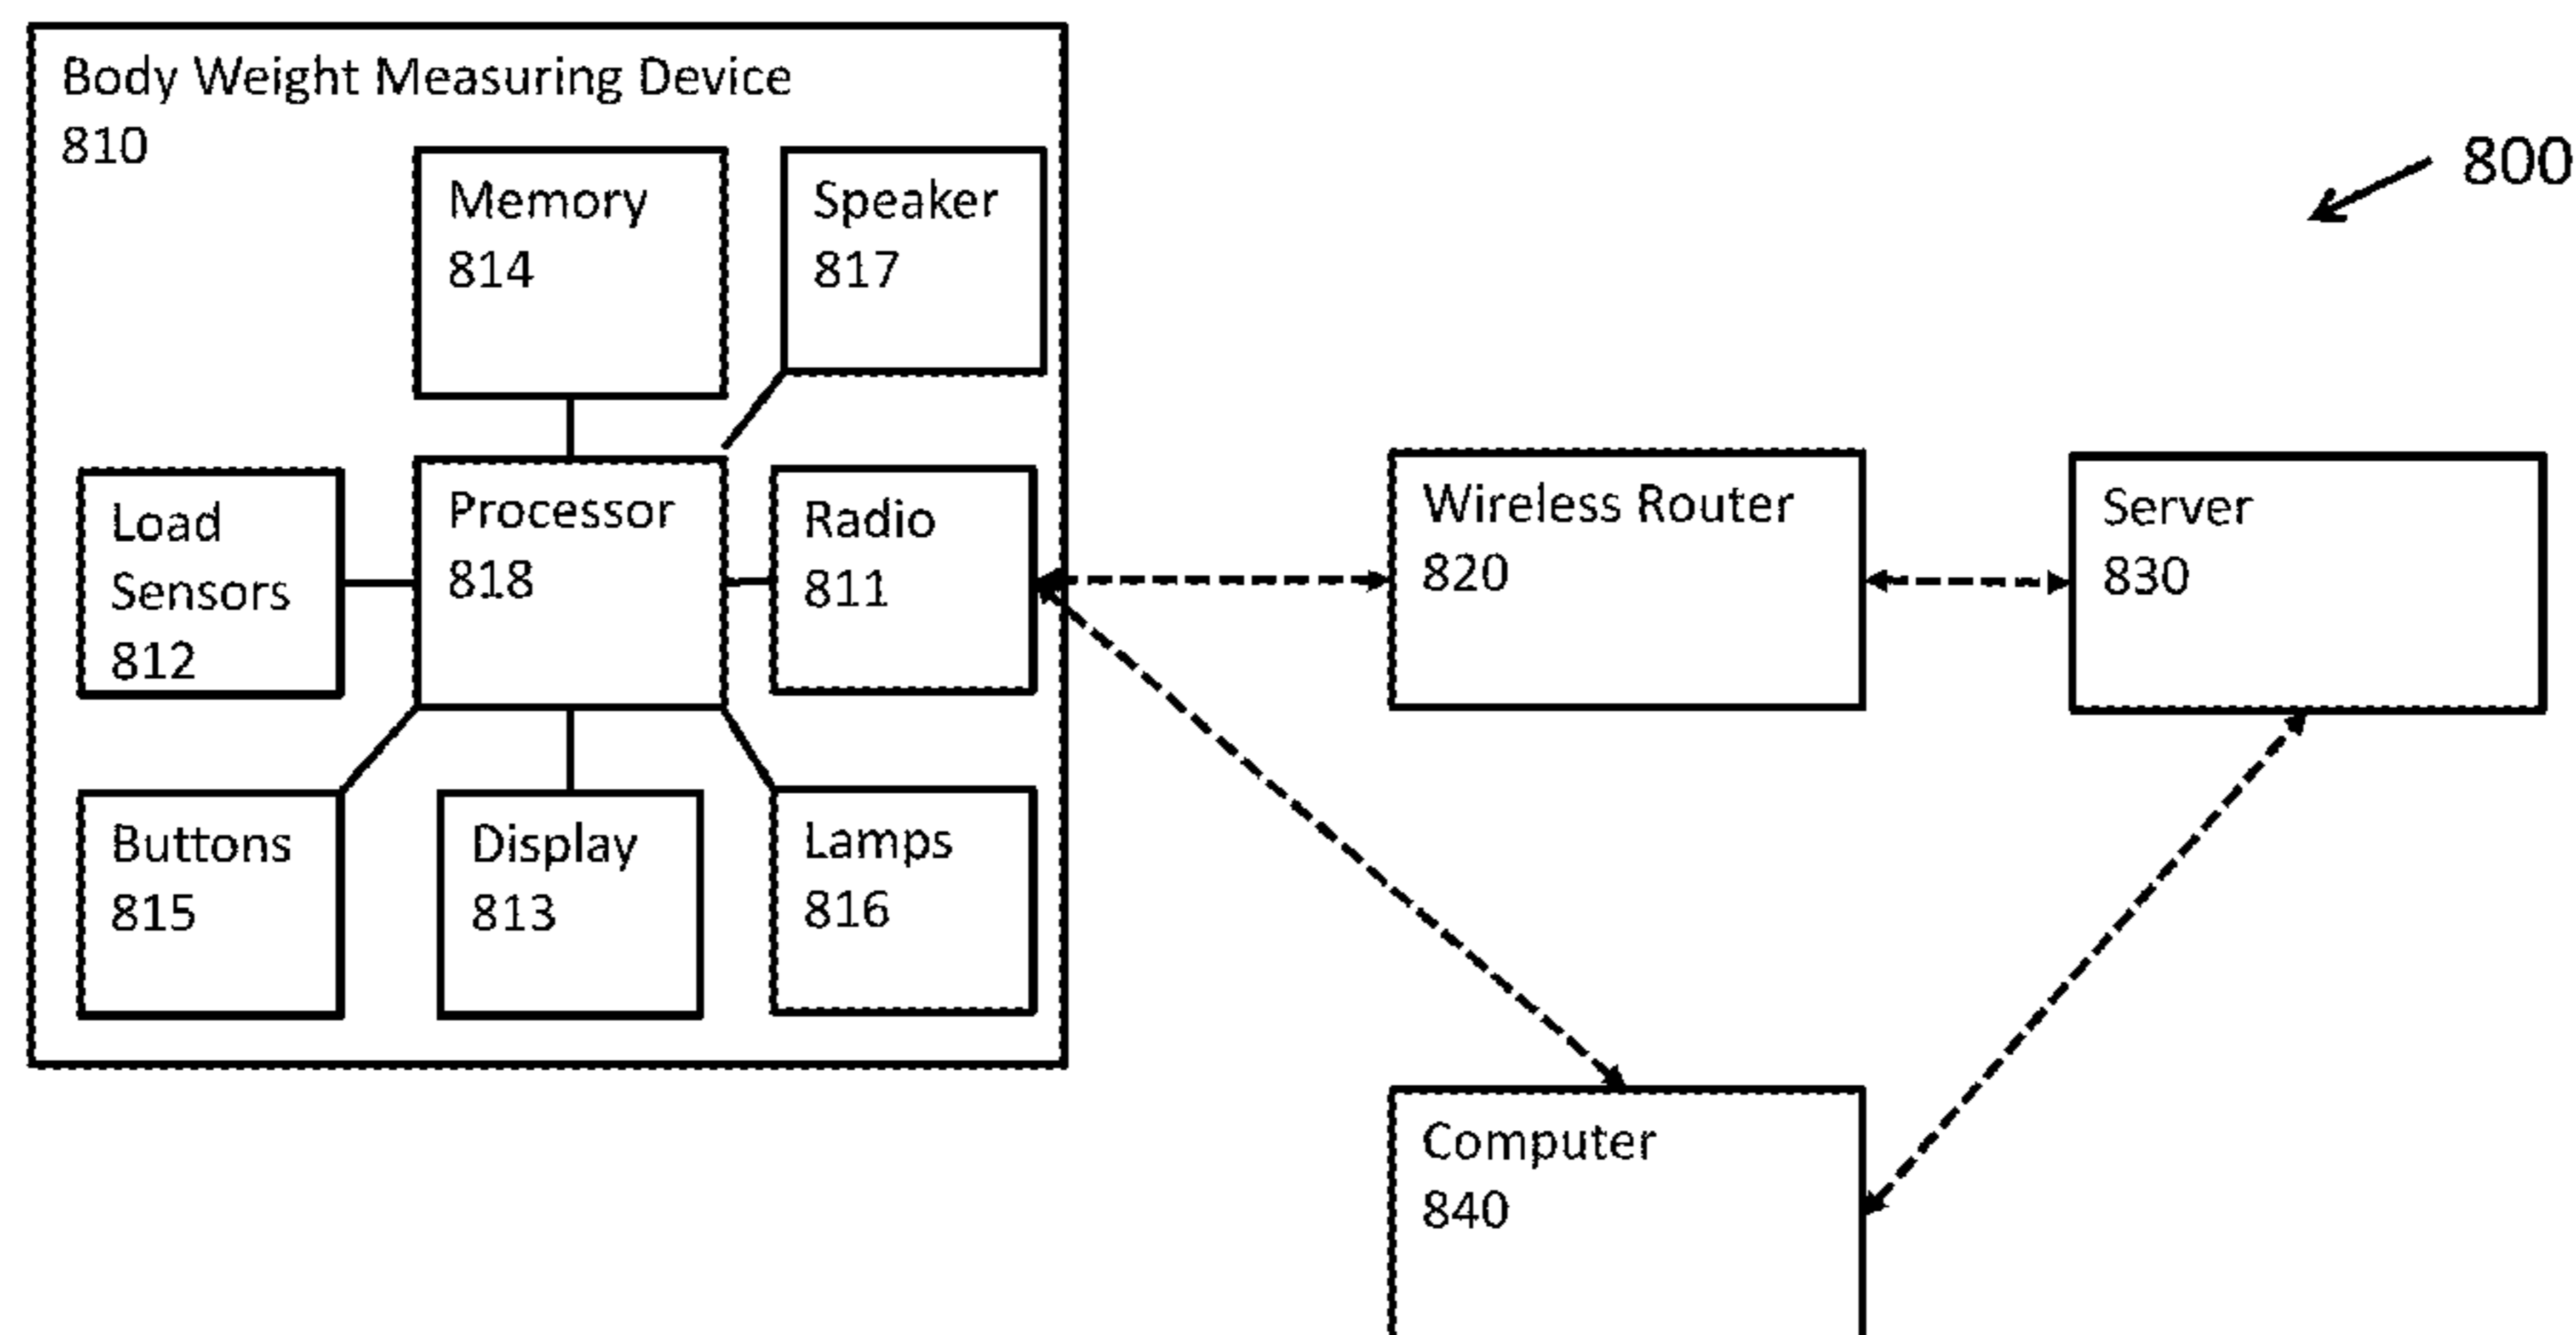 Body Weight Measuring Device
810
Memory
814
Speaker
817
800
Load
Sensors
812
Processor
818
Radio
811
Wireless Router
820
Server
830
Buttons
815
Display
813
Lamps
816
Computer
840